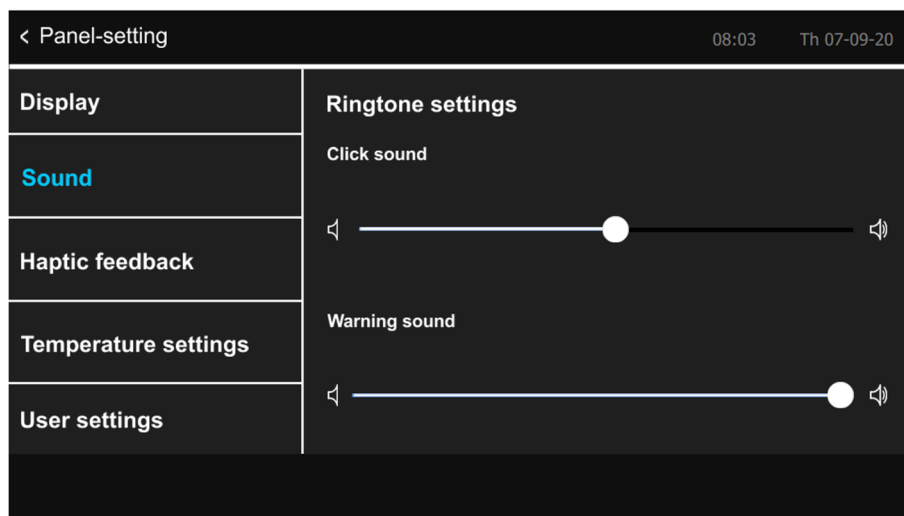 < Panel-setting
08:03 Th 07-09-20
Display
Sound
Haptic feedback
Temperature settings
User settings
Ringtone settings
Click sound
Warning sound